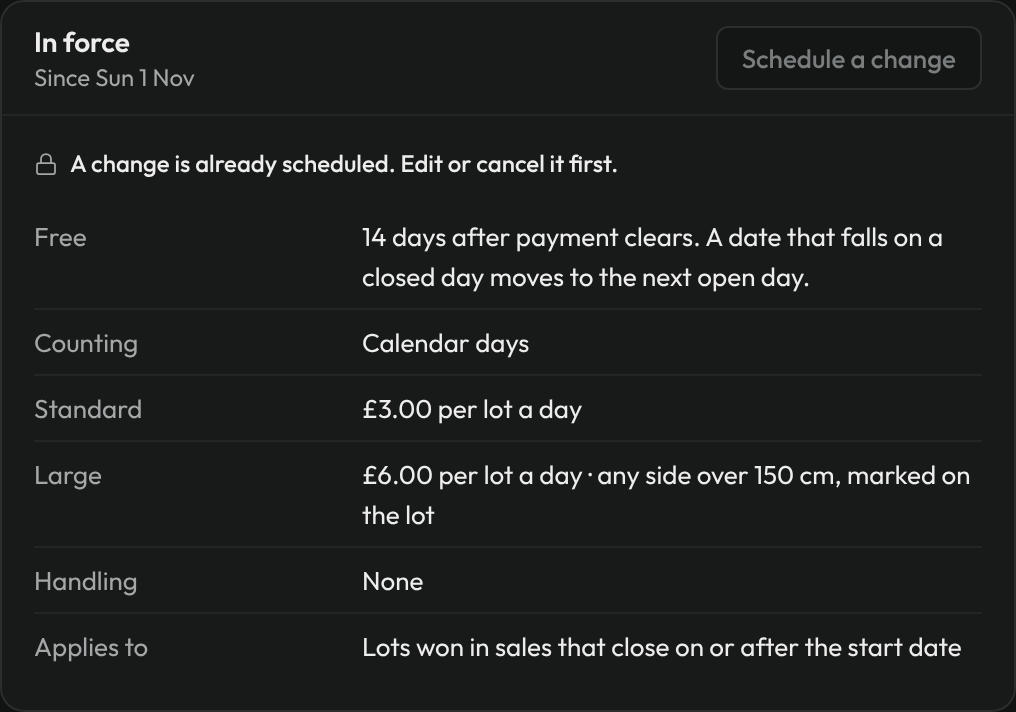 In force
Since Sun 1 Nov
Schedule a change
A change is already scheduled. Edit or cancel it first.
Free
14 days after payment clears. A date that falls on a
closed day moves to the next open day.
Counting
Calendar days
Standard
£3.00 per lot a day
Large
£6.00 per lot a day · any side over 150 cm, marked on
the lot
Handling
None
Applies to
Lots won in sales that close on or after the start date